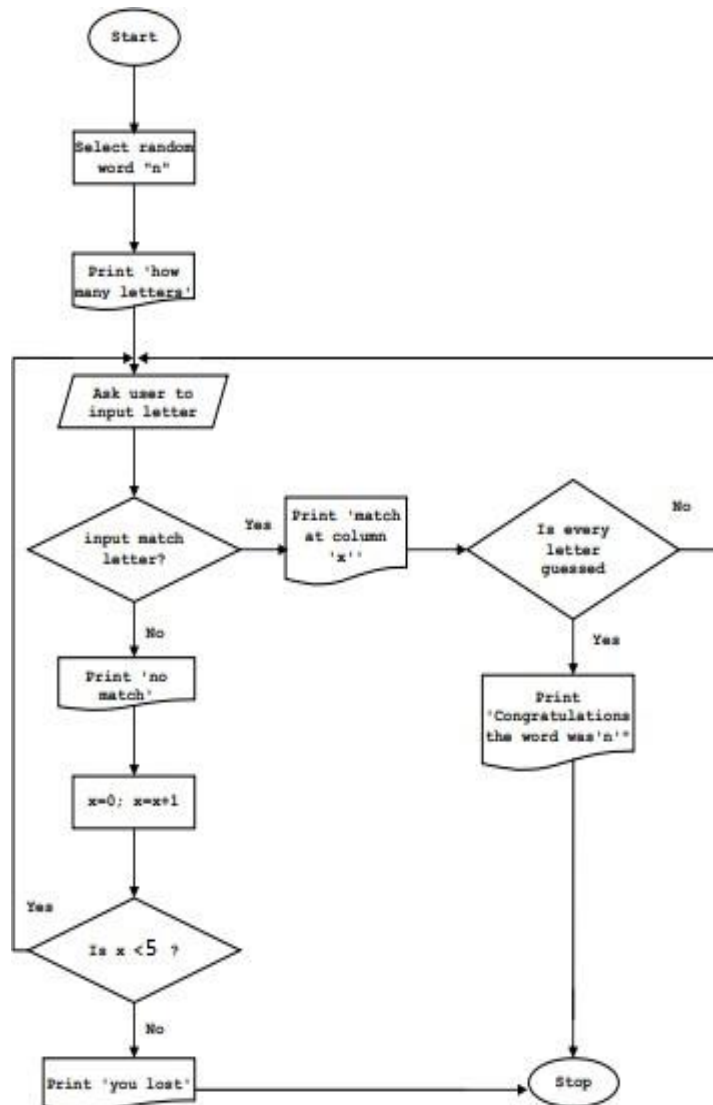 Start
Select random
word "n"
Print 'how
many letters'
Ask user to
input letter
input match
letter?
Yes
Print 'match
at column
'x''
Is every
letter
guessed
No
No
Yes
Print 'no
match'
Print
'Congratulations
the word was'n'"
x=0; x=x+1
Yes
Is x <5 ?
No
Print 'you lost'
Stop